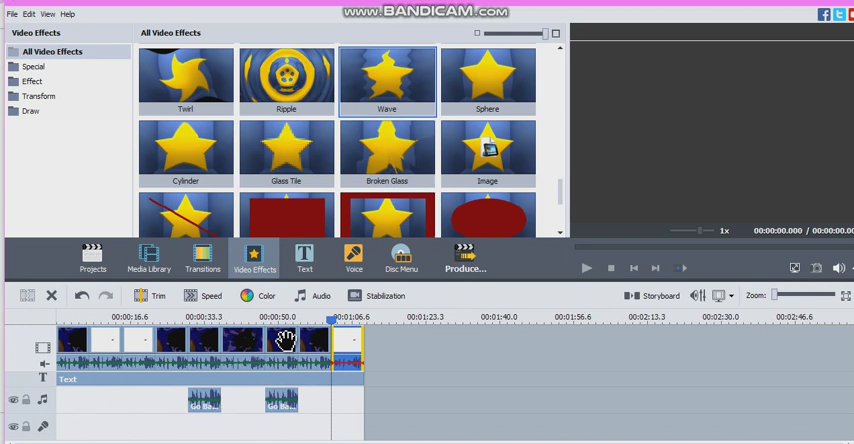 www.BANDICAM.com
File Edit View Help
Video Effects
All Video Effects
All Video Effects
Special
Effect
Transform
Draw
Twirl Ripple Wave Sphere
Cylinder Glass Tile Broken Glass Image
1x 00:00:00.000 / 00:00:00.
Projects Media Library Transitions Video Effects Text Voice Disc Menu Produce...
Trim Speed Color Audio Stabilization Storyboard Zoom:
00:00:16.6 00:00:33.3 00:00:50.0 00:01:06.6 00:01:23.3 00:01:40.0 00:01:56.6 00:02:13.3 00:02:30.0 00:02:46.6
T Text
Go Ba... Go Ba...